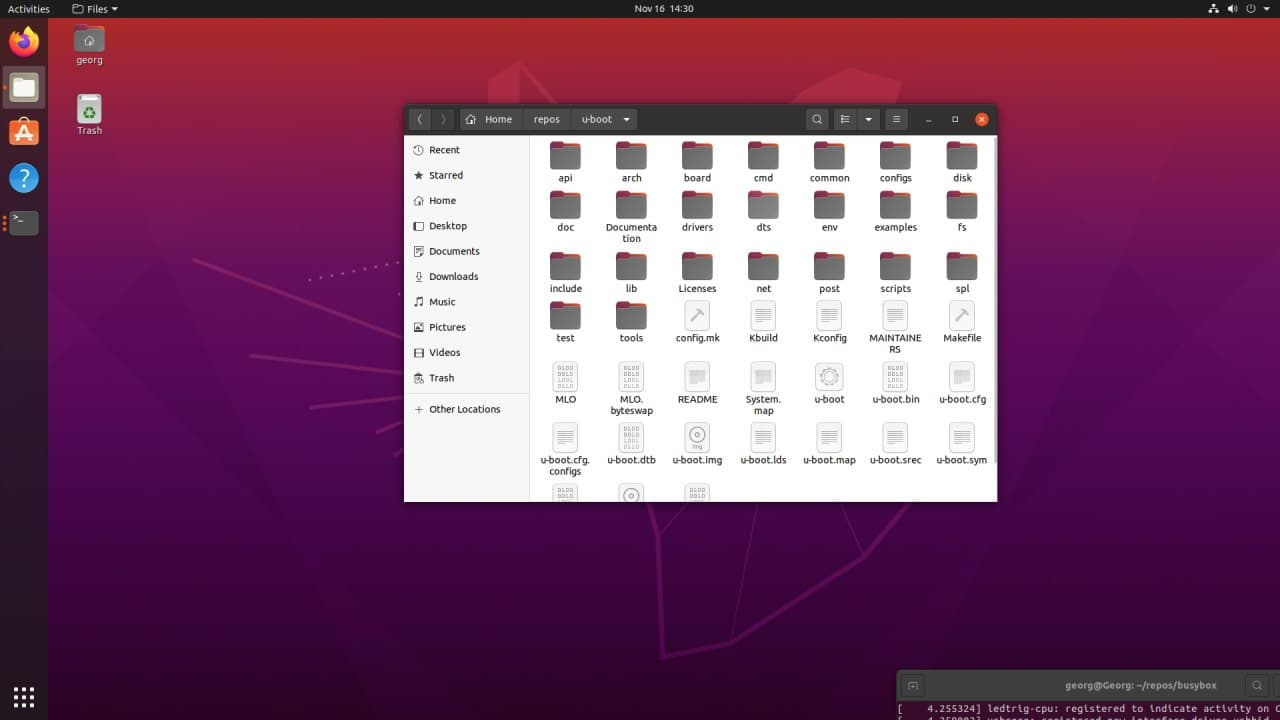 Activities
Files
Nov 16 14:30
georg
Trash
Home
repos
u-boot
Recent
Starred
Home
Desktop
Documents
Downloads
Music
Pictures
Videos
Trash
Other Locations
api
arch
board
cmd
common
configs
disk
doc
Documenta
tion
drivers
dts
env
examples
fs
include
lib
Licenses
net
post
scripts
spl
test
tools
config.mk
Kbuild
Kconfig
MAINTAINE
RS
Makefile
MLO
MLO.
byteswap
README
System.
map
u-boot
u-boot.bin
u-boot.cfg
u-boot.cfg.
configs
u-boot.dtb
u-boot.img
u-boot.lds
u-boot.map
u-boot.srec
u-boot.sym
georg@Georg: ~/repos/busybox
[    4.255324] ledtrig-cpu: registered to indicate activity on